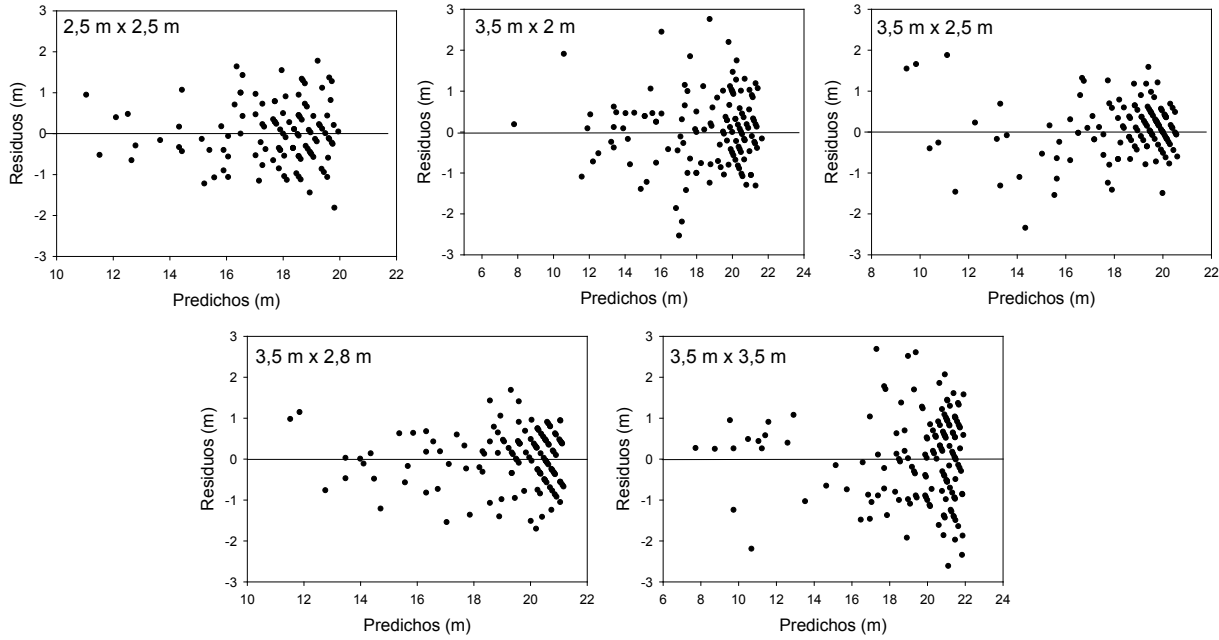 2,5 m x 2,5 m
3
2
1
0
-1
-2
-3
Residuos (m)
10 12 14 16 18 20 22
Predichos (m)
3,5 m x 2 m
3
2
1
0
-1
-2
-3
Residuos (m)
6 8 10 12 14 16 18 20 22 24
Predichos (m)
3,5 m x 2,5 m
3
2
1
0
-1
-2
-3
Residuos (m)
8 10 12 14 16 18 20 22
Predichos (m)
3,5 m x 2,8 m
3
2
1
0
-1
-2
-3
Residuos (m)
10 12 14 16 18 20 22
Predichos (m)
3,5 m x 3,5 m
3
2
1
0
-1
-2
-3
Residuos (m)
6 8 10 12 14 16 18 20 22 24
Predichos (m)